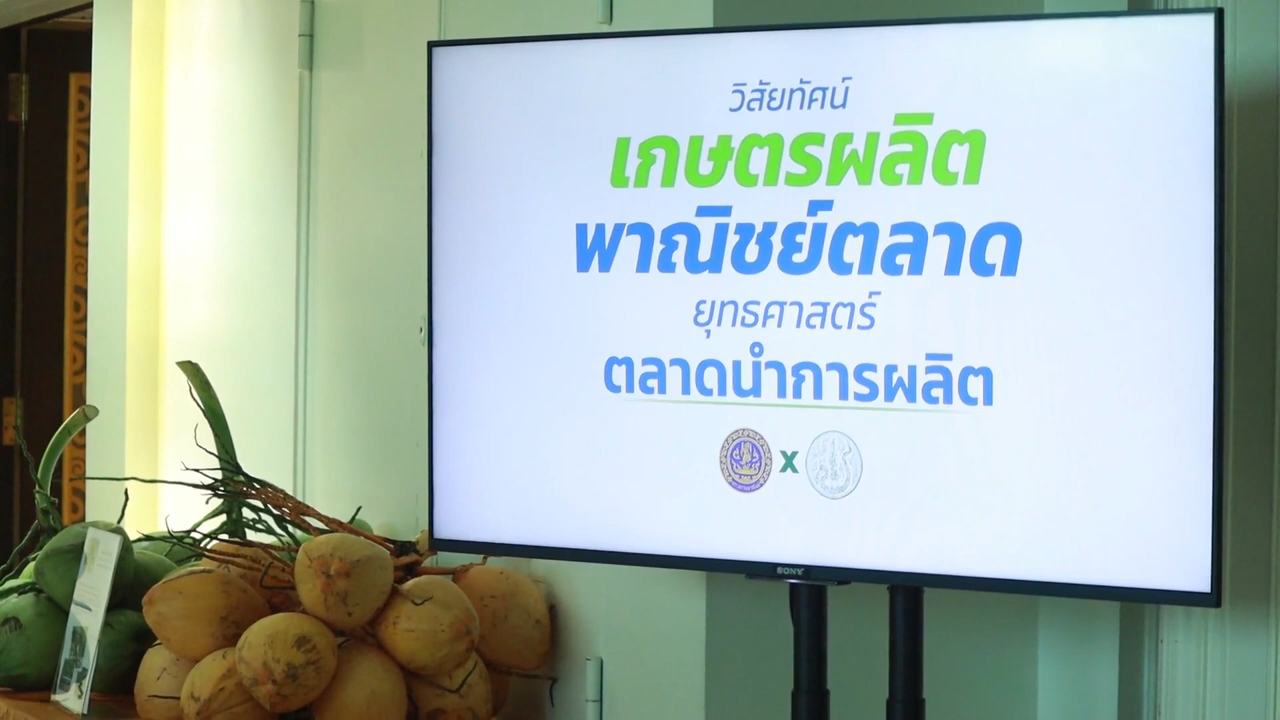 วิสัยทัศน์
เกษตรผลิต
พาณิชย์ตลาด
ยุทธศาสตร์
ตลาดนำการผลิต
X
SONY